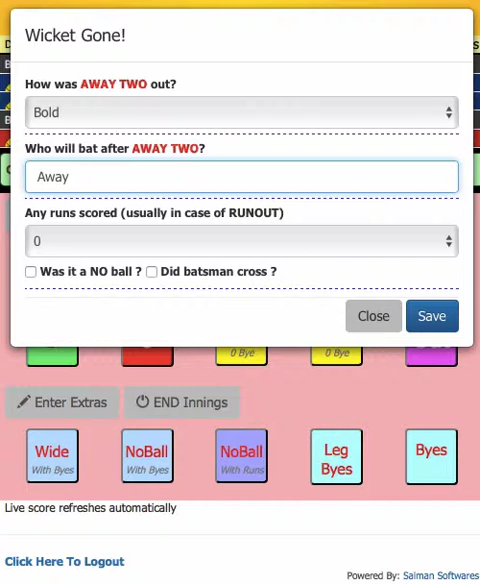 Wicket Gone!
How was AWAY TWO out?
Bold
Who will bat after AWAY TWO?
Away
Any runs scored (usually in case of RUNOUT)
0
Was it a NO ball ? Did batsman cross ?
Close Save
0 Bye 0 Bye
Enter Extras END Innings
Wide NoBall NoBall Leg Byes Byes
With Byes With Byes With Runs
Live score refreshes automatically
Click Here To Logout
Powered By: Saiman Softwares